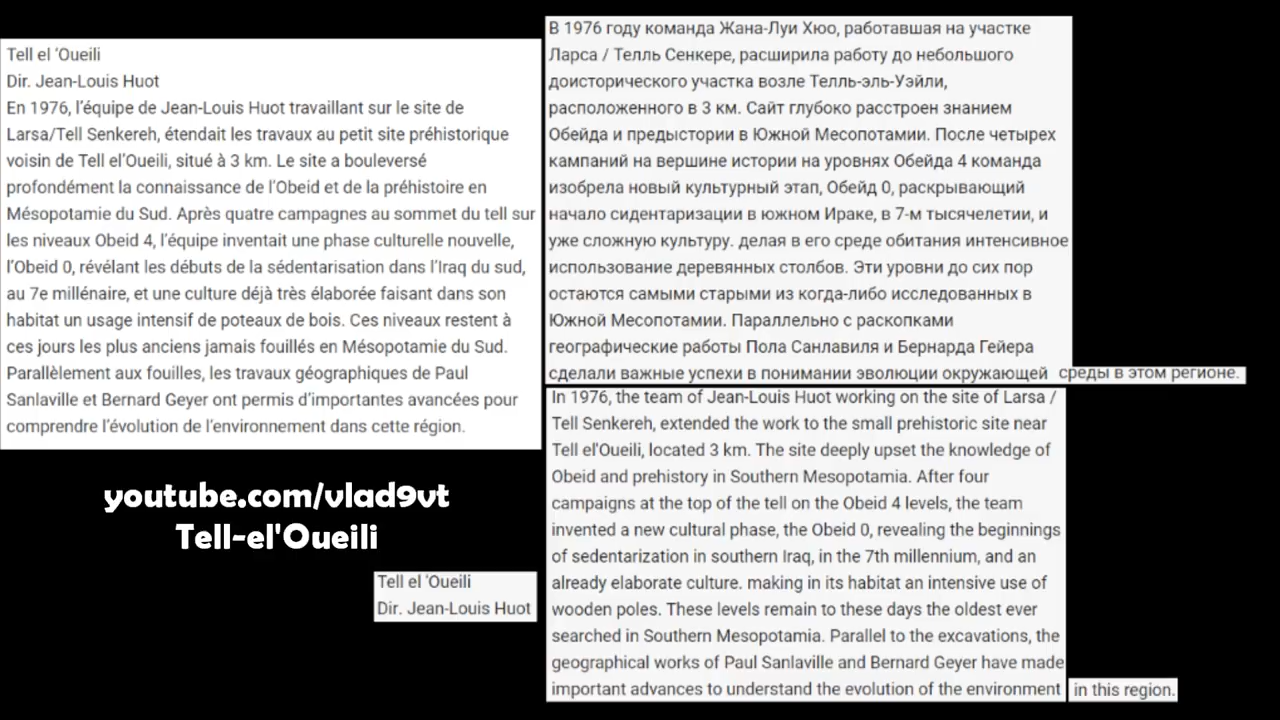 Tell el 'Oueili
Dir. Jean-Louis Huot
En 1976, l’équipe de Jean-Louis Huot travaillant sur le site de
Larsa/Tell Senkereh, étendait les travaux au petit site préhistorique
voisin de Tell el’Oueili, situé à 3 km. Le site a bouleversé
profondément la connaissance de l’Obeid et de la préhistoire en
Mésopotamie du Sud. Après quatre campagnes au sommet du tell sur
les niveaux Obeid 4, l’équipe inventait une phase culturelle nouvelle,
l’Obeid 0, révélant les débuts de la sédentarisation dans l’Iraq du sud,
au 7e millénaire, et une culture déjà très élaborée faisant dans son
habitat un usage intensif de poteaux de bois. Ces niveaux restent à
ces jours les plus anciens jamais fouillés en Mésopotamie du Sud.
Parallèlement aux fouilles, les travaux géographiques de Paul
Sanlaville et Bernard Geyer ont permis d’importantes avancées pour
comprendre l’évolution de l’environnement dans cette région.
youtube.com/vlad9vt
Tell-el'Oueili
Tell el 'Oueili
Dir. Jean-Louis Huot
В 1976 году команда Жана-Луи Хюо, работавшая на участке
Ларса / Телль Сенкере, расширила работу до небольшого
доисторического участка возле Телль-эль-Уэйли,
расположенного в 3 км. Сайт глубоко расстроен знанием
Обейда и предыстории в Южной Месопотамии. После четырех
кампаний на вершине истории на уровнях Обейда 4 команда
изобрела новый культурный этап, Обейд 0, раскрывающий
начало сидентаризации в южном Ираке, в 7-м тысячелетии, и
уже сложную культуру. делая в его среде обитания интенсивное
использование деревянных столбов. Эти уровни до сих пор
остаются самыми старыми из когда-либо исследованных в
Южной Месопотамии. Параллельно с раскопками
географические работы Пола Санлавиля и Бернарда Гейера
сделали важные успехи в понимании эволюции окружающей среды в этом регионе.
In 1976, the team of Jean-Louis Huot working on the site of Larsa /
Tell Senkereh, extended the work to the small prehistoric site near
Tell el'Oueili, located 3 km. The site deeply upset the knowledge of
Obeid and prehistory in Southern Mesopotamia. After four
campaigns at the top of the tell on the Obeid 4 levels, the team
invented a new cultural phase, the Obeid 0, revealing the beginnings
of sedentarization in southern Iraq, in the 7th millennium, and an
already elaborate culture. making in its habitat an intensive use of
wooden poles. These levels remain to these days the oldest ever
searched in Southern Mesopotamia. Parallel to the excavations, the
geographical works of Paul Sanlaville and Bernard Geyer have made
important advances to understand the evolution of the environment in this region.